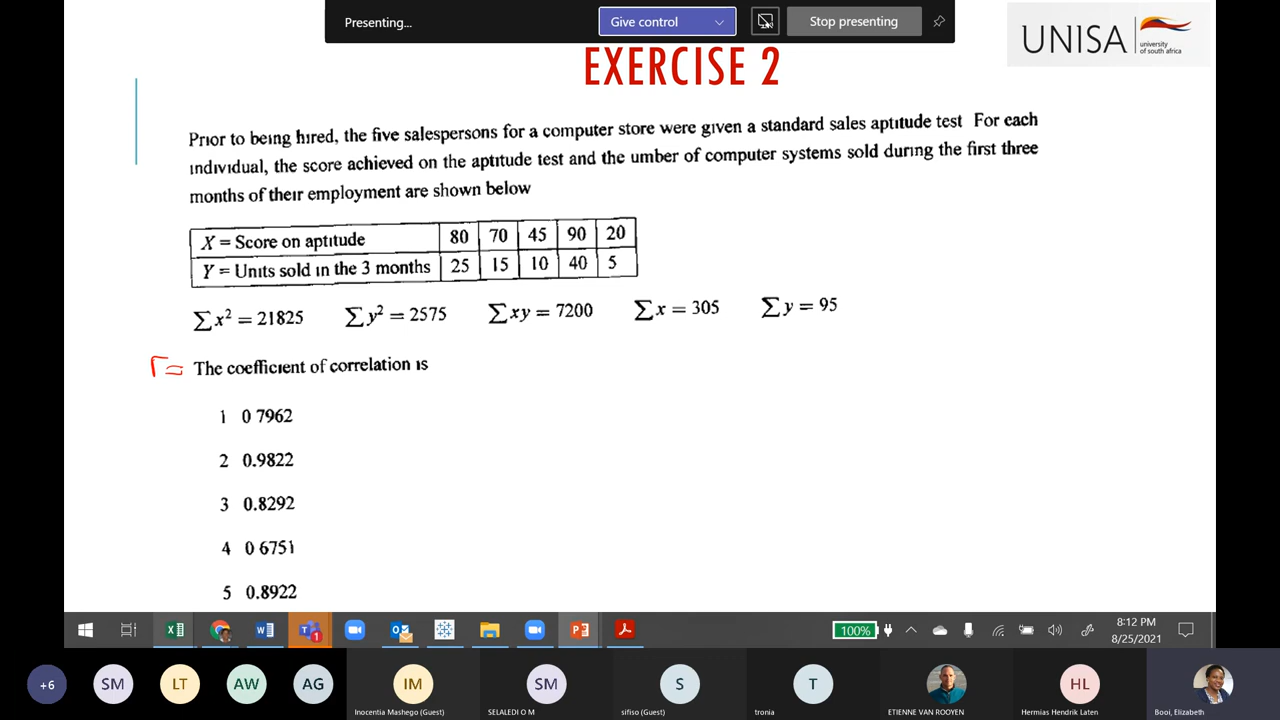 Presenting...
Give control
Stop presenting
UNISA
university
of south africa
EXERCISE 2
Prior to being hired, the five salespersons for a computer store were given a standard sales aptitude test For each
individual, the score achieved on the aptitude test and the umber of computer systems sold during the first three
months of their employment are shown below
X = Score on aptitude 80 70 45 90 20
Y = Units sold in the 3 months 25 15 10 40 5
∑x² = 21825 ∑y² = 2575 ∑xy = 7200 ∑x = 305 ∑y = 95
r = The coefficient of correlation is
1 0 7962
2 0.9822
3 0.8292
4 0 6751
5 0.8922
100%
8:12 PM
8/25/2021
1
+6 SM LT AW AG IM SM S T HL
Inocentia Mashego (Guest) SELALEDI O M sifiso (Guest) tronia ETIENNE VAN ROOYEN Hermias Hendrik Laten Booi, Elizabeth